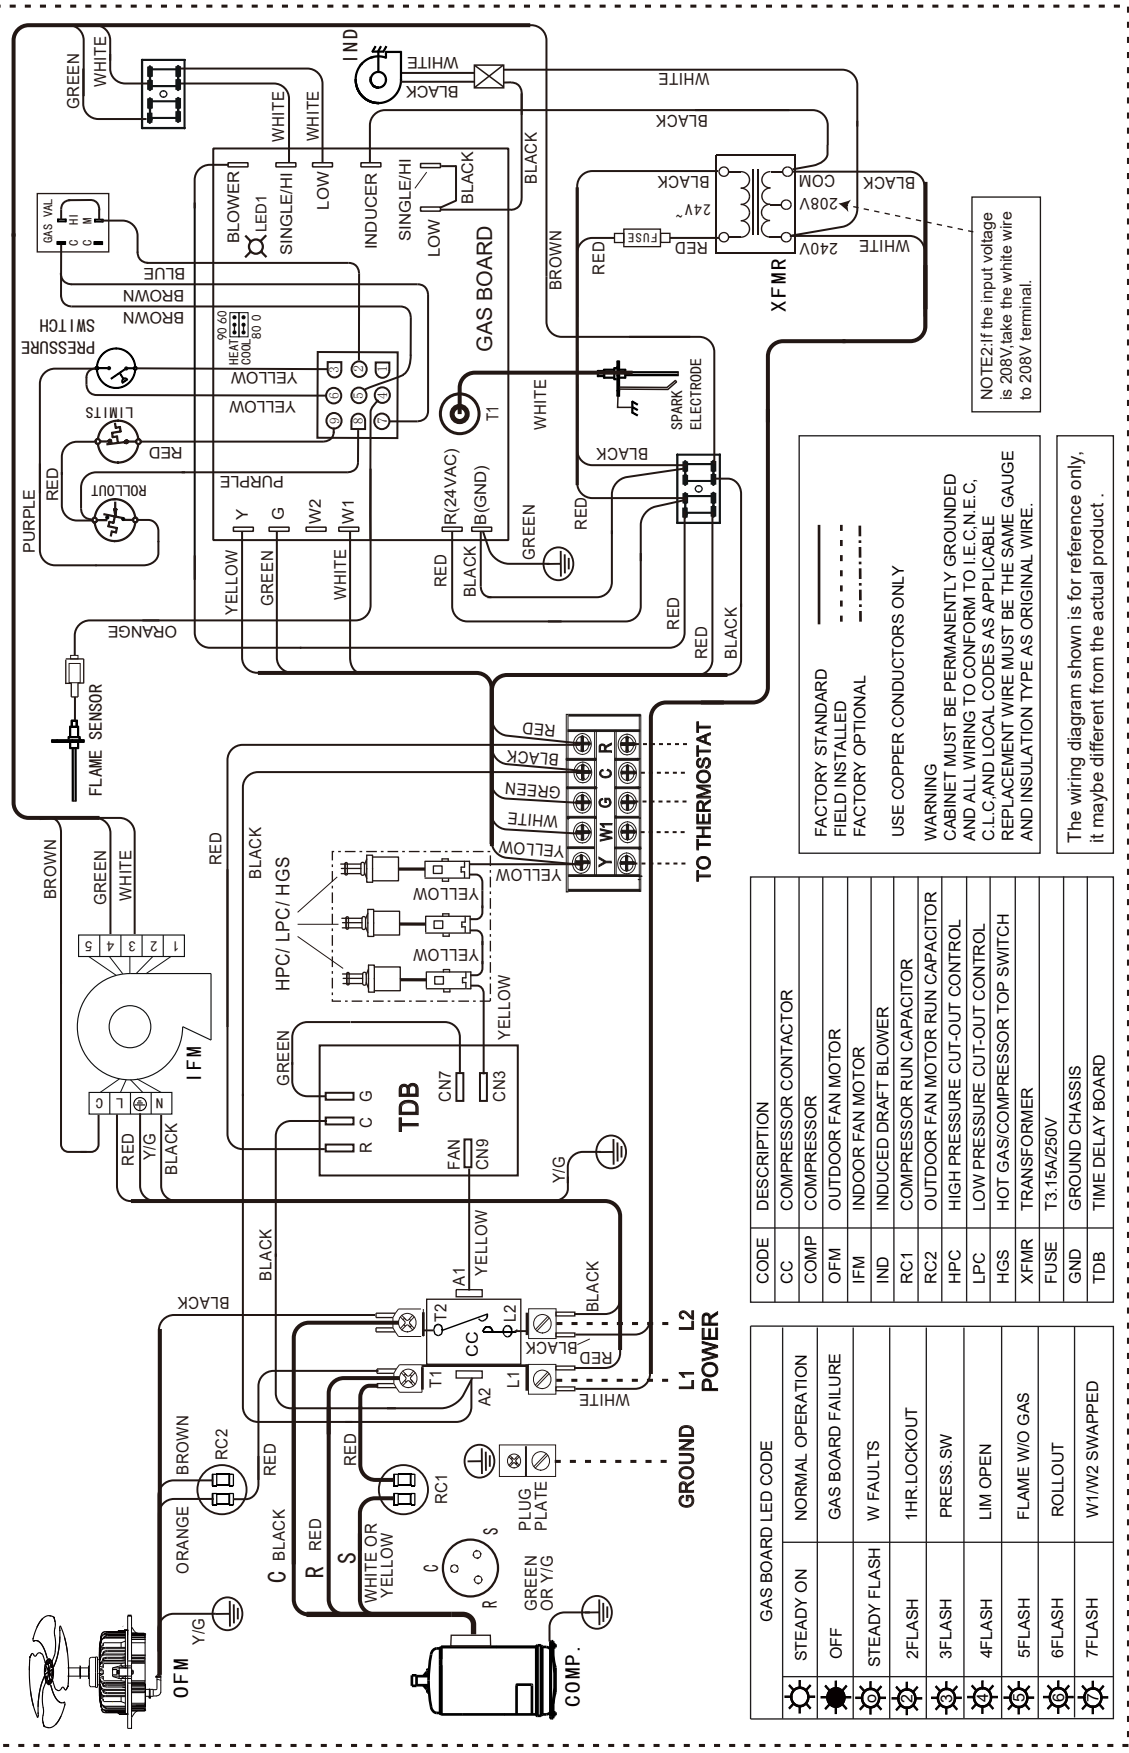 OFM
Y/G
ORANGE
BROWN
RC2
RED
BLACK
C BLACK
R RED
S
WHITE OR
YELLOW
RED
RC1
C
R
S
COMP.
GREEN
OR Y/G
PLUG
PLATE
GROUND
T1
T2
CC
L1
L2
A1
A2
BLACK
YELLOW
BLACK
RED
BLACK
WHITE
L1 L2
POWER
IFM
C
L
N
5
4
3
2
1
BROWN
GREEN
WHITE
RED
Y/G
BLACK
Y/G
RED
BLACK
TDB
R
C
G
FAN
CN9
CN7
CN3
GREEN
YELLOW
HPC/ LPC/ HGS
YELLOW
YELLOW
YELLOW
YELLOW
WHITE
GREEN
BLACK
RED
Y
W1
G
C
R
TO THERMOSTAT
FLAME SENSOR
ORANGE
PURPLE
RED
ROLLOUT
LIMITS
RED
PRESSURE
SWITCH
YELLOW
YELLOW
PURPLE
BROWN
BROWN
BLUE
GAS VAL
C HI
C M
GREEN
WHITE
WHITE
WHITE
BLOWER
LED1
SINGLE/HI
LOW
INDUCER
SINGLE/HI
LOW
BLACK
GAS BOARD
90 60
HEAT
COOL
80 0
3
2
1
6
5
4
9
8
7
T1
Y
G
W2
W1
R(24VAC)
B(GND)
YELLOW
GREEN
WHITE
RED
BLACK
GREEN
IND
WHITE
BLACK
BLACK
WHITE
BLACK
BROWN
WHITE
SPARK
ELECTRODE
RED
FUSE
RED
BLACK
24V~
COM
208V
240V
BLACK
WHITE
XFMR
BLACK
RED
RED
RED
BLACK
NOTE2:If the input voltage
is 208V,take the white wire
to 208V terminal.
FACTORY STANDARD
FIELD INSTALLED
FACTORY OPTIONAL
USE COPPER CONDUCTORS ONLY
WARNING
CABINET MUST BE PERMANENTLY GROUNDED
AND ALL WIRING TO CONFORM TO I.E.C,N.E.C,
C.L.C,AND LOCAL CODES AS APPLICABLE
REPLACEMENT WIRE MUST BE THE SAME GAUGE
AND INSULATION TYPE AS ORIGINAL WIRE.
The wiring diagram shown is for reference only,
it maybe different from the actual product .
CODE DESCRIPTION
CC COMPRESSOR CONTACTOR
COMP COMPRESSOR
OFM OUTDOOR FAN MOTOR
IFM INDOOR FAN MOTOR
IND INDUCED DRAFT BLOWER
RC1 COMPRESSOR RUN CAPACITOR
RC2 OUTDOOR FAN MOTOR RUN CAPACITOR
HPC HIGH PRESSURE CUT-OUT CONTROL
LPC LOW PRESSURE CUT-OUT CONTROL
HGS HOT GAS/COMPRESSOR TOP SWITCH
XFMR TRANSFORMER
FUSE T3.15A/250V
GND GROUND CHASSIS
TDB TIME DELAY BOARD
GAS BOARD LED CODE
STEADY ON NORMAL OPERATION
OFF GAS BOARD FAILURE
0 STEADY FLASH W FAULTS
2 2FLASH 1HR.LOCKOUT
3 3FLASH PRESS.SW
4 4FLASH LIM OPEN
5 5FLASH FLAME W/O GAS
6 6FLASH ROLLOUT
7 7FLASH W1/W2 SWAPPED